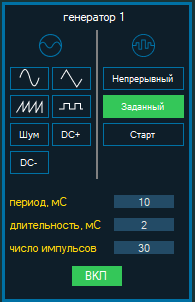 генератор 1
Непрерывный
Заданный
Шум DC+ Старт
DC-
период, мС 10
длительность, мС 2
число импульсов 30
ВКЛ